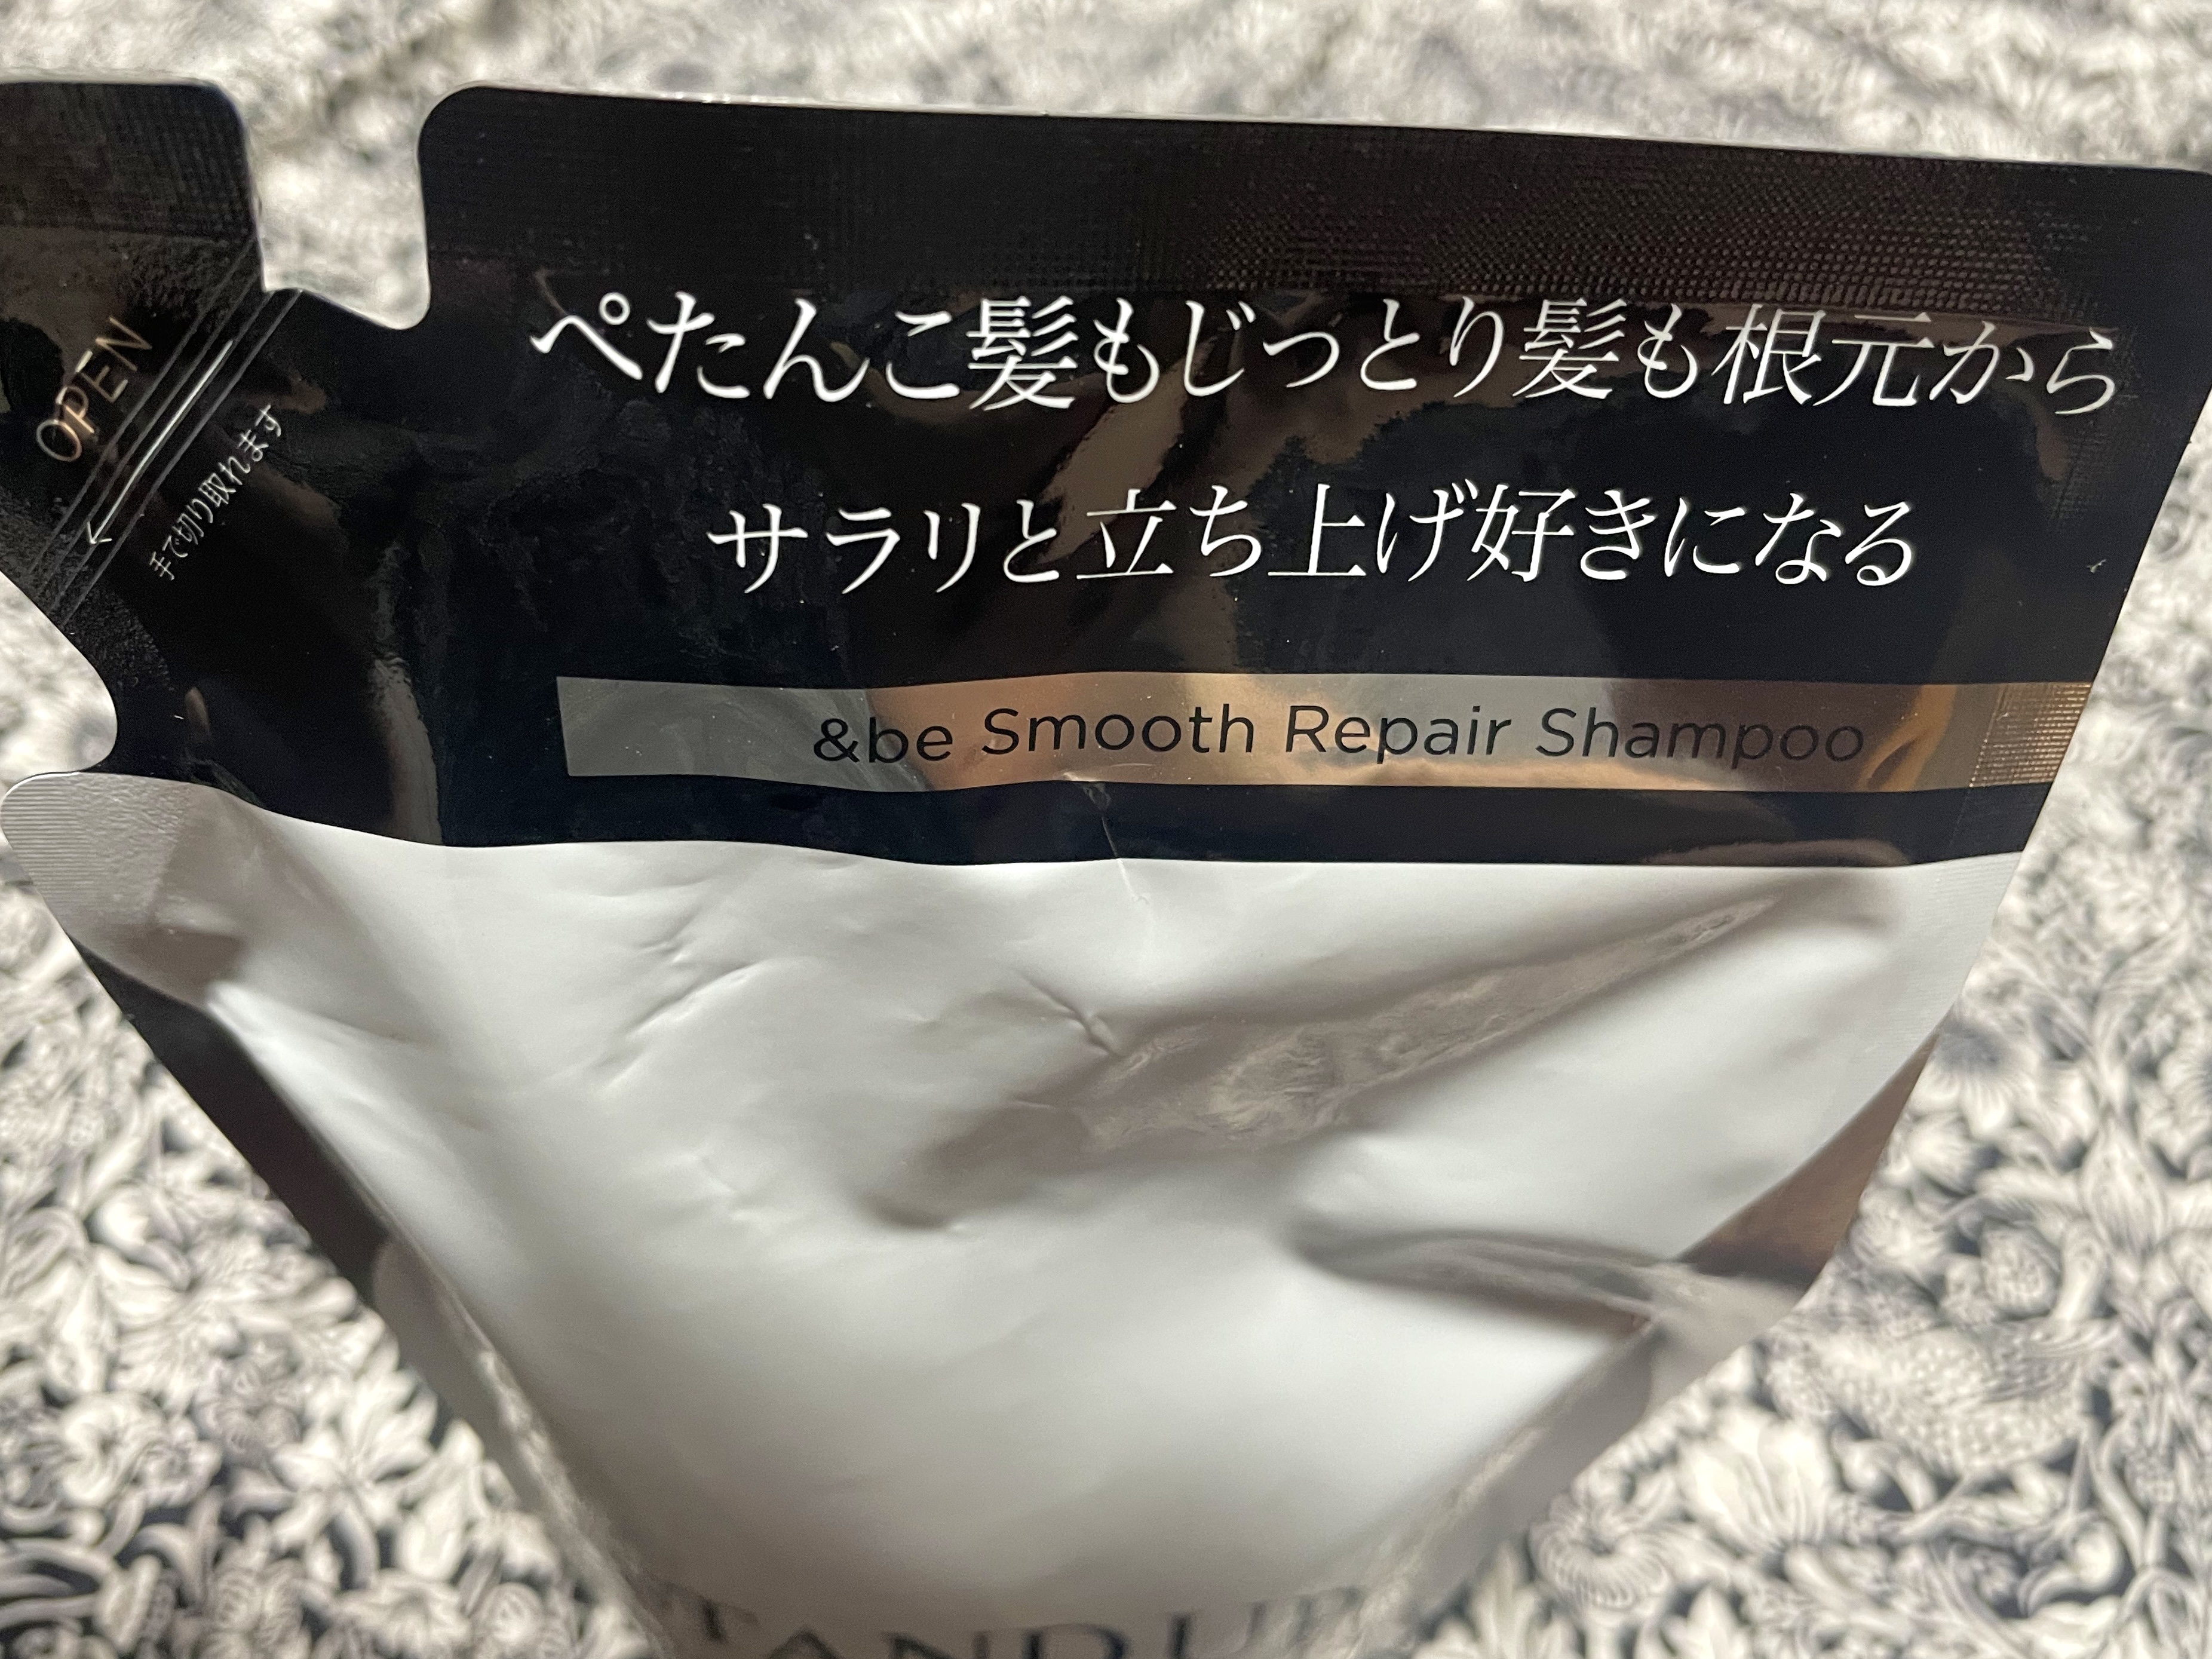 OPEN
手で切り取れます
ぺたんこ髪もじっとり髪も根元から
サラリと立ち上げ好きになる
&be Smooth Repair Shampoo